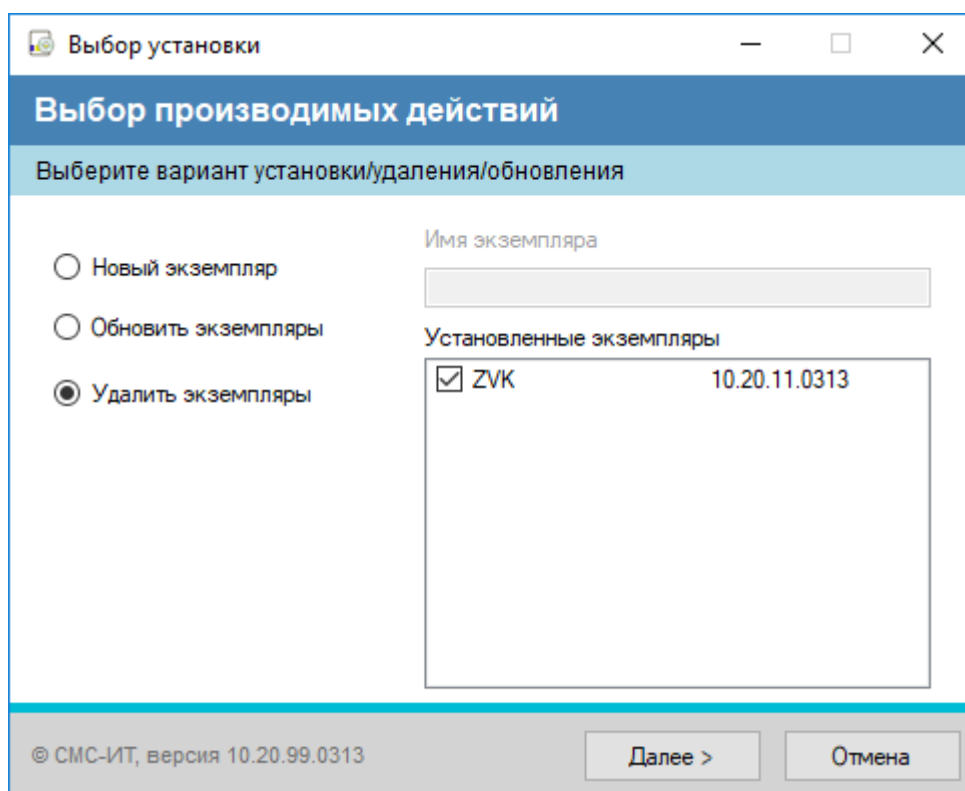 Выбор установки
Выбор производимых действий
Выберите вариант установки/удаления/обновления
Новый экземпляр
Обновить экземпляры
Удалить экземпляры
Имя экземпляра
Установленные экземпляры
ZVK 10.20.11.0313
© СМС-ИТ, версия 10.20.99.0313
Далее >
Отмена